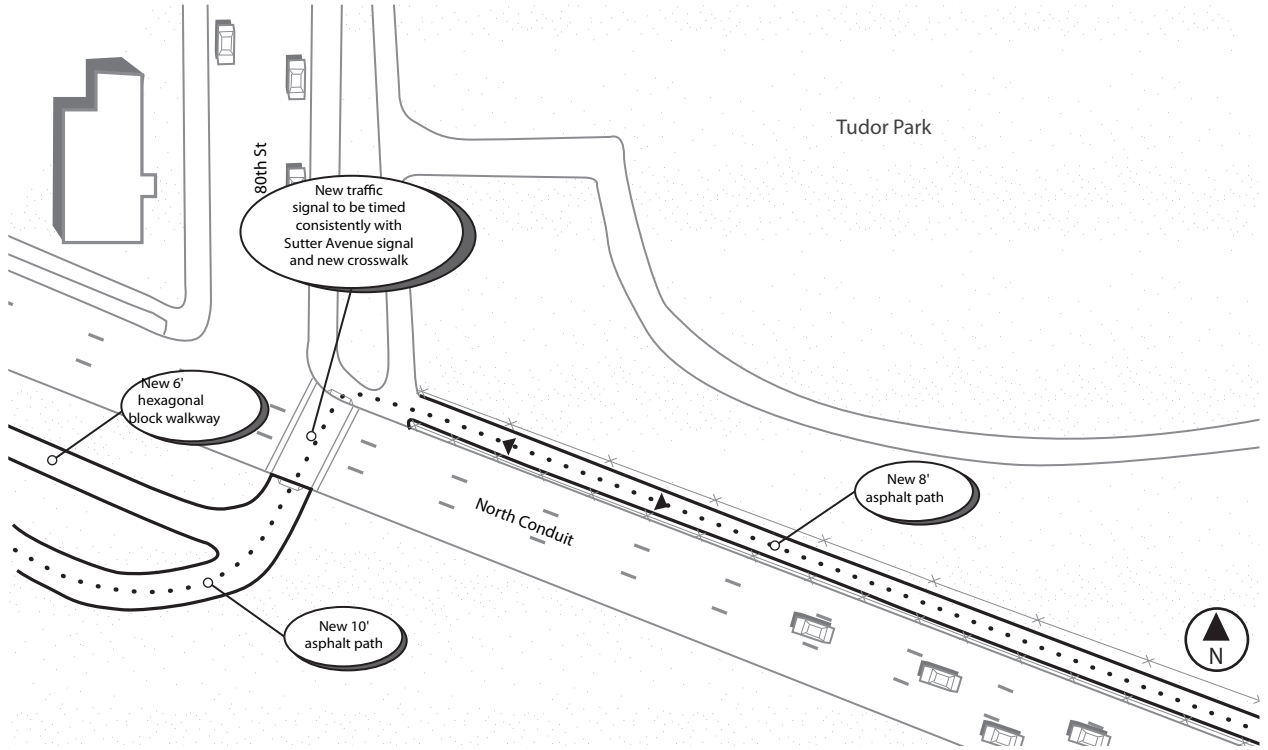 Tudor Park
80th St
New traffic
signal to be timed
consistently with
Sutter Avenue signal
and new crosswalk
New 6'
hexagonal
block walkway
New 8'
asphalt path
North Conduit
New 10'
asphalt path
N